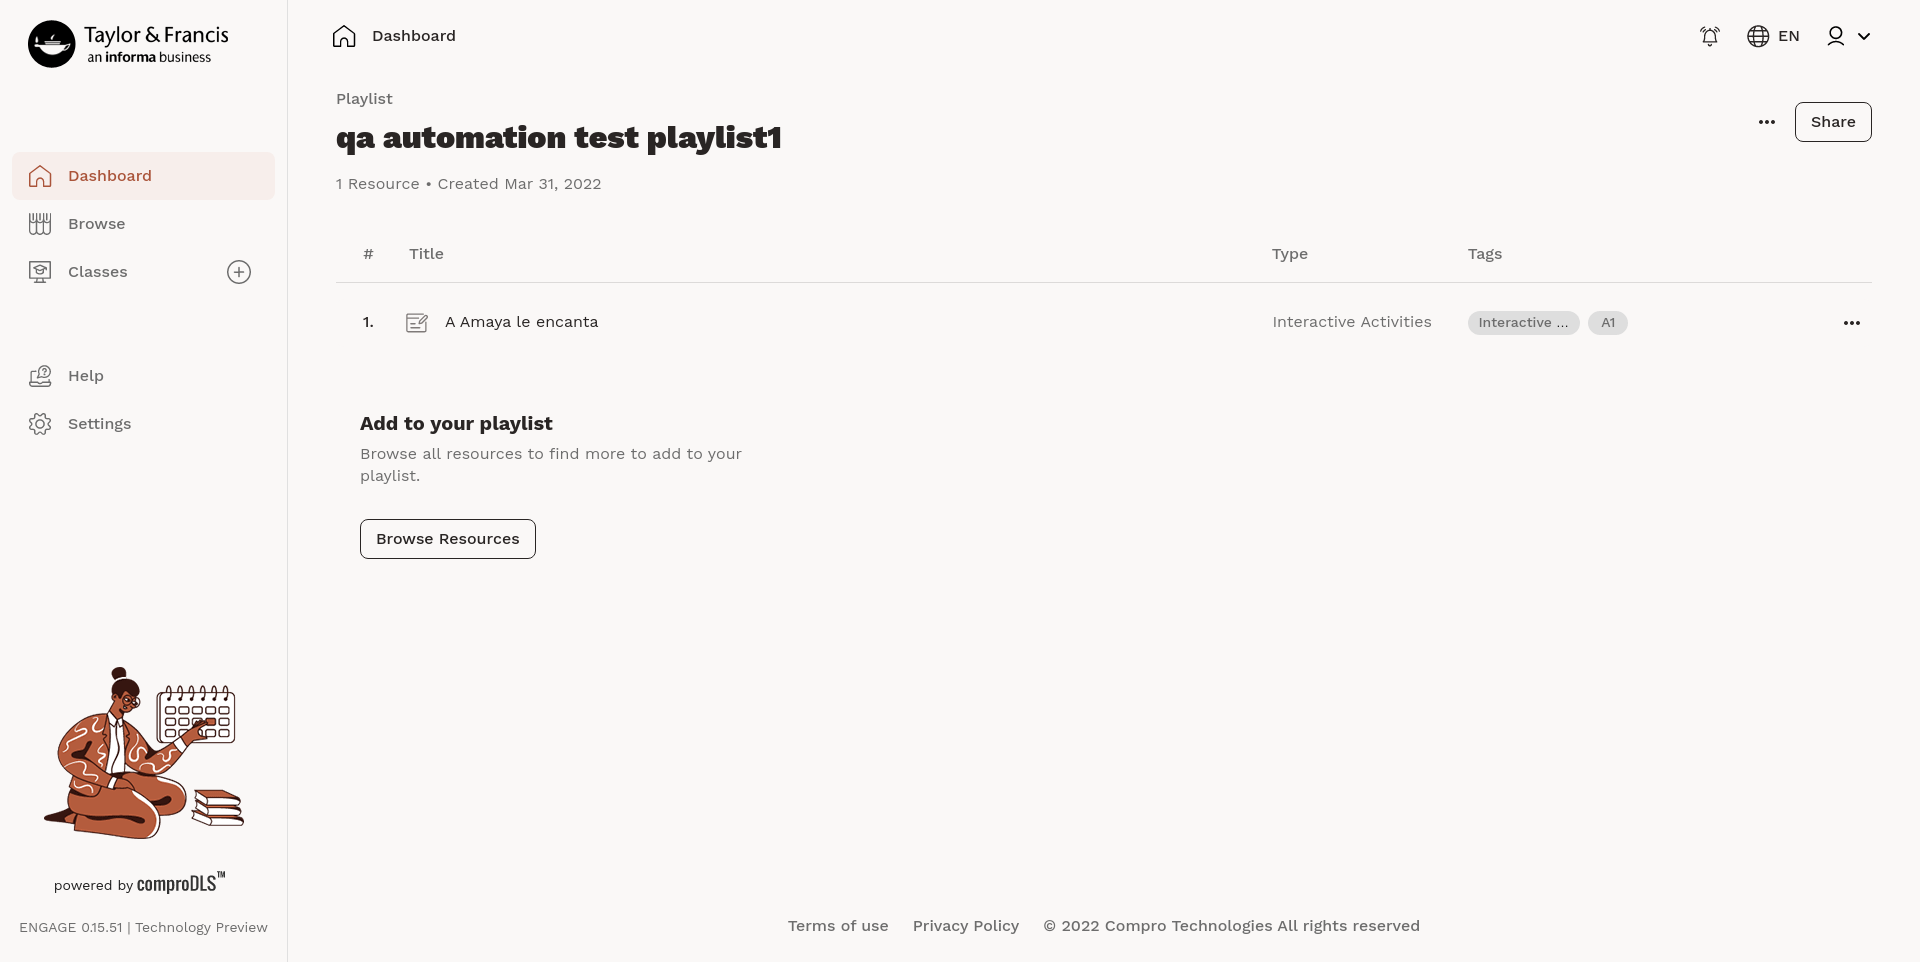 Taylor & Francis
an informa business
Dashboard
Browse
Classes
Help
Settings
powered by comproDLS™
ENGAGE 0.15.51 | Technology Preview
Dashboard
EN
Playlist
qa automation test playlist1
1 Resource • Created Mar 31, 2022
Share
# Title Type Tags
1. A Amaya le encanta Interactive Activities Interactive ... A1
Add to your playlist
Browse all resources to find more to add to your
playlist.
Browse Resources
Terms of use Privacy Policy © 2022 Compro Technologies All rights reserved